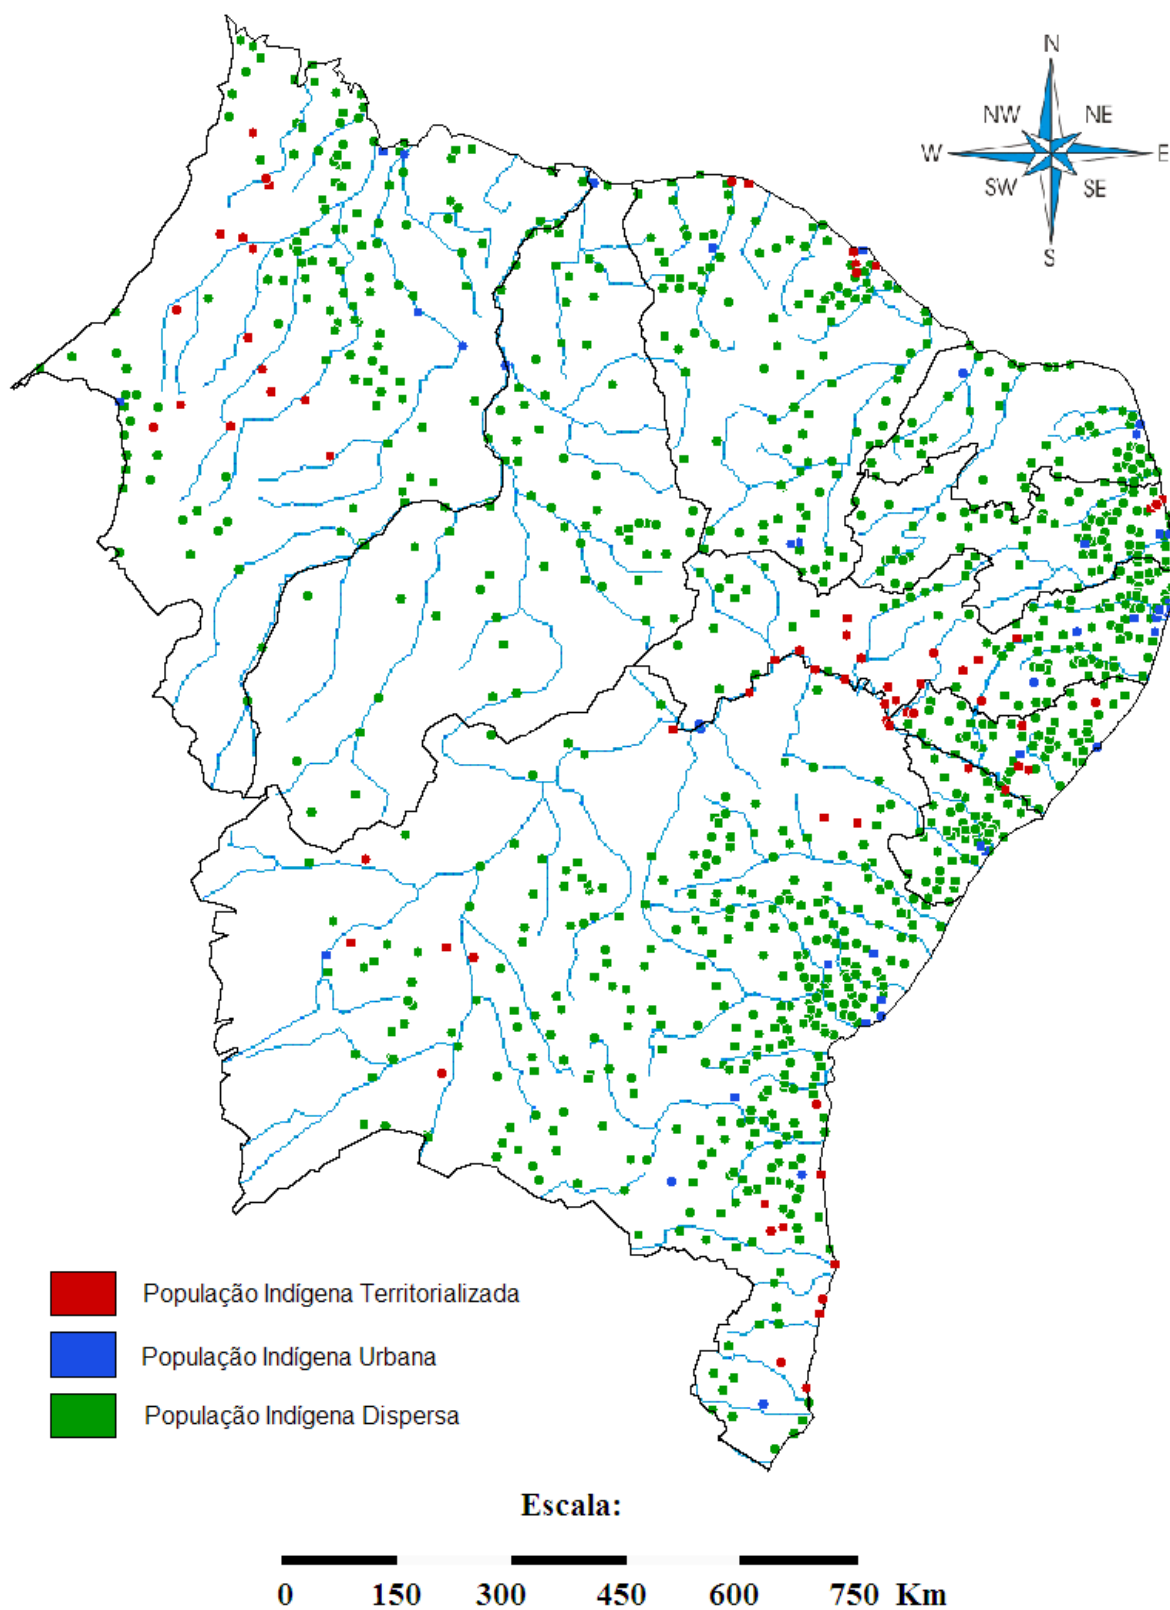 N
NW NE
W E
SW SE
S
População Indígena Territorializada
População Indígena Urbana
População Indígena Dispersa
Escala:
0 150 300 450 600 750 Km